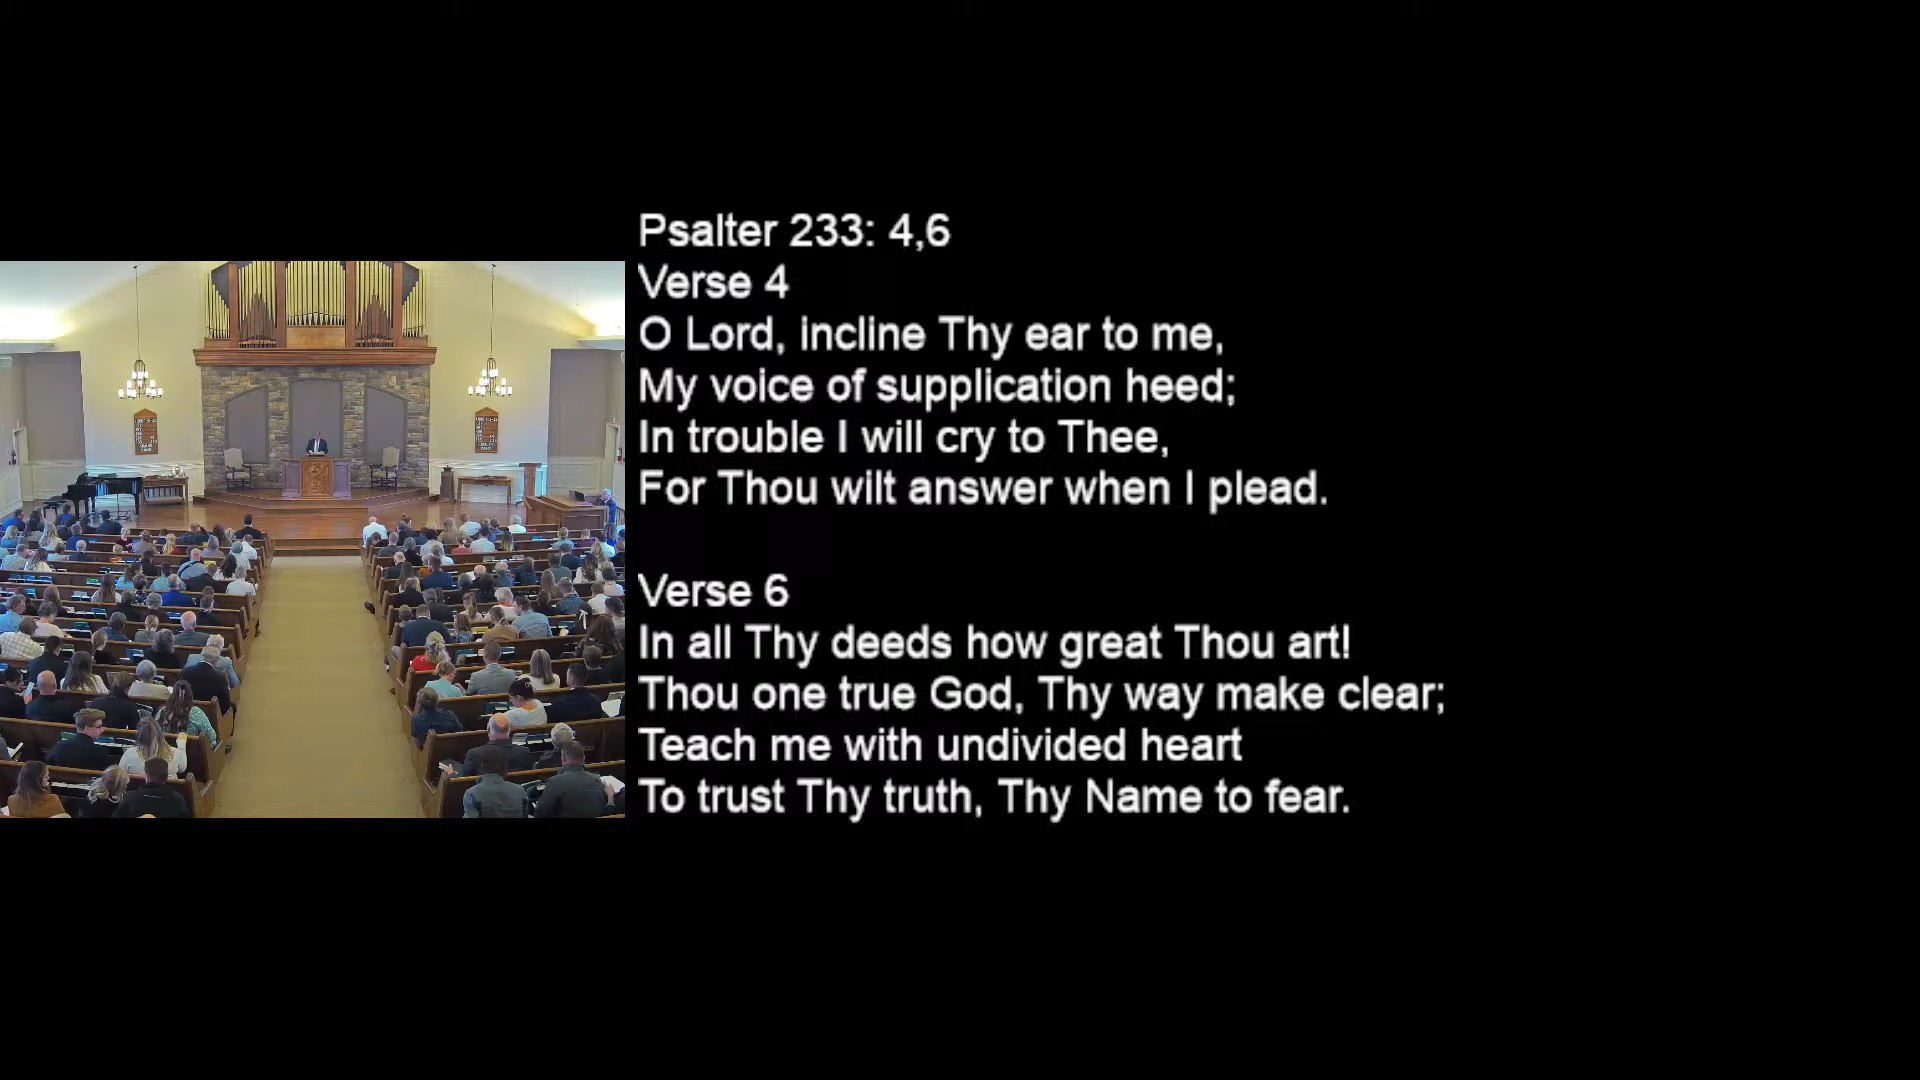 Psalter 233: 4,6
Verse 4
O Lord, incline Thy ear to me,
My voice of supplication heed;
In trouble I will cry to Thee,
For Thou wilt answer when I plead.
Verse 6
In all Thy deeds how great Thou art!
Thou one true God, Thy way make clear;
Teach me with undivided heart
To trust Thy truth, Thy Name to fear.